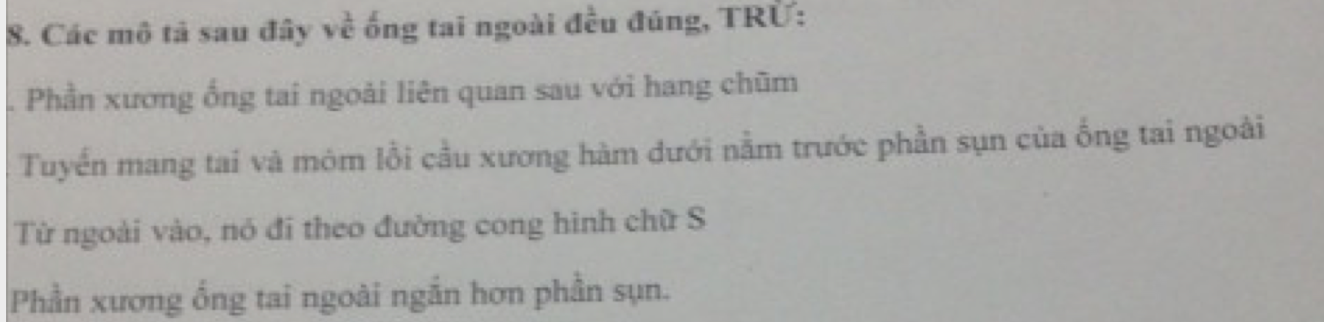 8. Các mô tả sau đây về ống tai ngoài đều đúng, TRỪ:
. Phần xương ống tai ngoài liên quan sau với hang chũm
. Tuyến mang tai và mỏm lồi cầu xương hàm dưới nằm trước phần sụn của ống tai ngoài
Từ ngoài vào, nó đi theo đường cong hình chữ S
Phần xương ống tai ngoài ngắn hơn phần sụn.